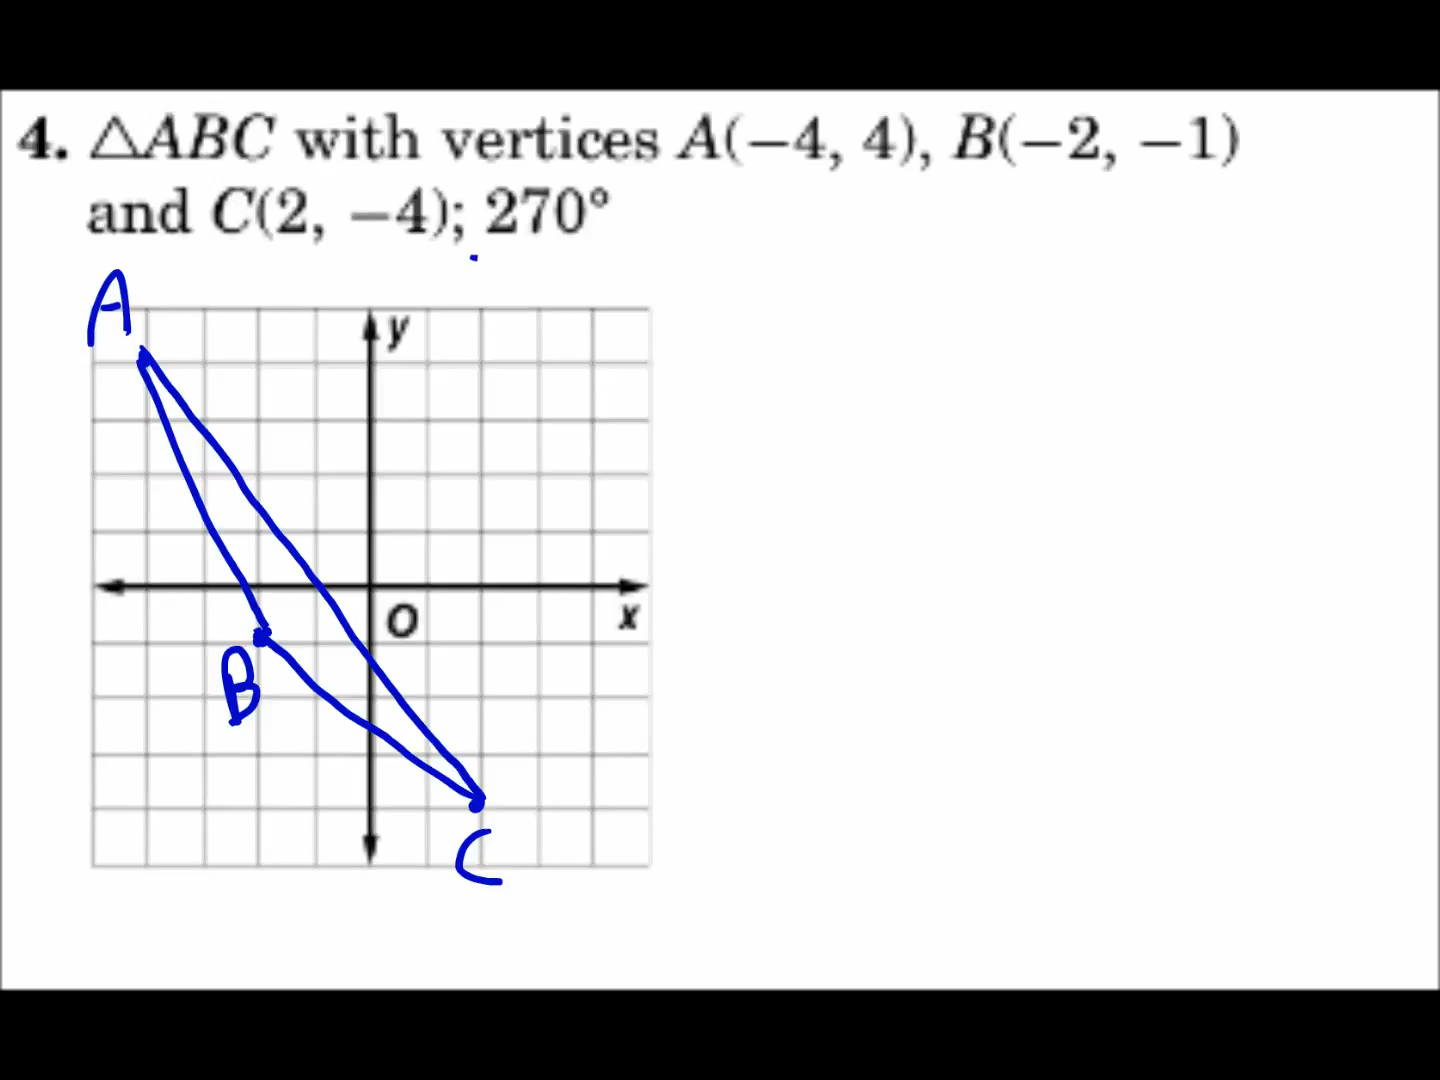 4. △ABC with vertices A(−4, 4), B(−2, −1)
and C(2, −4); 270°
A
y
O
x
B
C